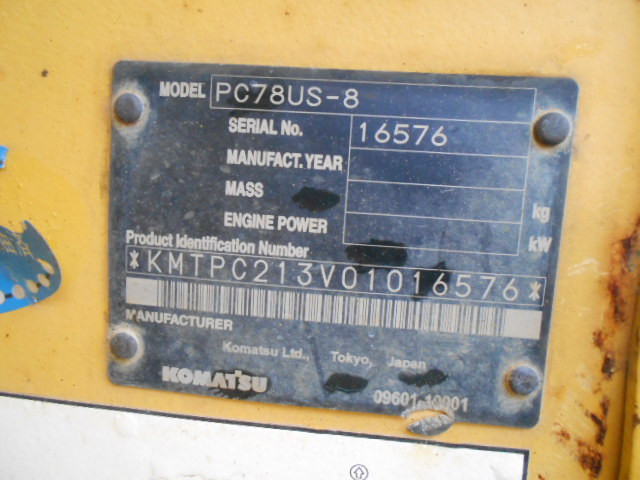 MODEL PC78US-8
SERIAL No. 16576
MANUFACT. YEAR
MASS kg
ENGINE POWER kW
Product Identification Number
*KMTPC213V01016576*
MANUFACTURER
Komatsu Ltd., Tokyo, Japan
KOMATSU
09601-10001